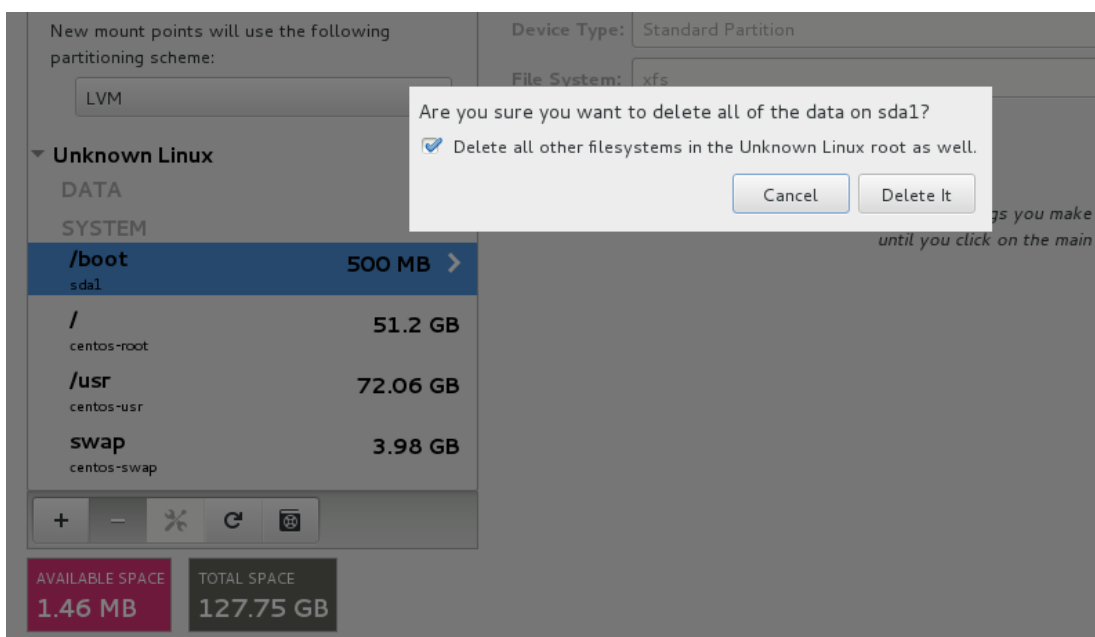 New mount points will use the following
partitioning scheme:
LVM
Unknown Linux
DATA
SYSTEM
/boot
500 MB
sda1
/
51.2 GB
centos-root
/usr
72.06 GB
centos-usr
swap
3.98 GB
centos-swap
AVAILABLE SPACE
1.46 MB
TOTAL SPACE
127.75 GB
Device Type:
Standard Partition
File System:
xfs
Are you sure you want to delete all of the data on sda1?
Delete all other filesystems in the Unknown Linux root as well.
Cancel
Delete It
you make
until you click on the main